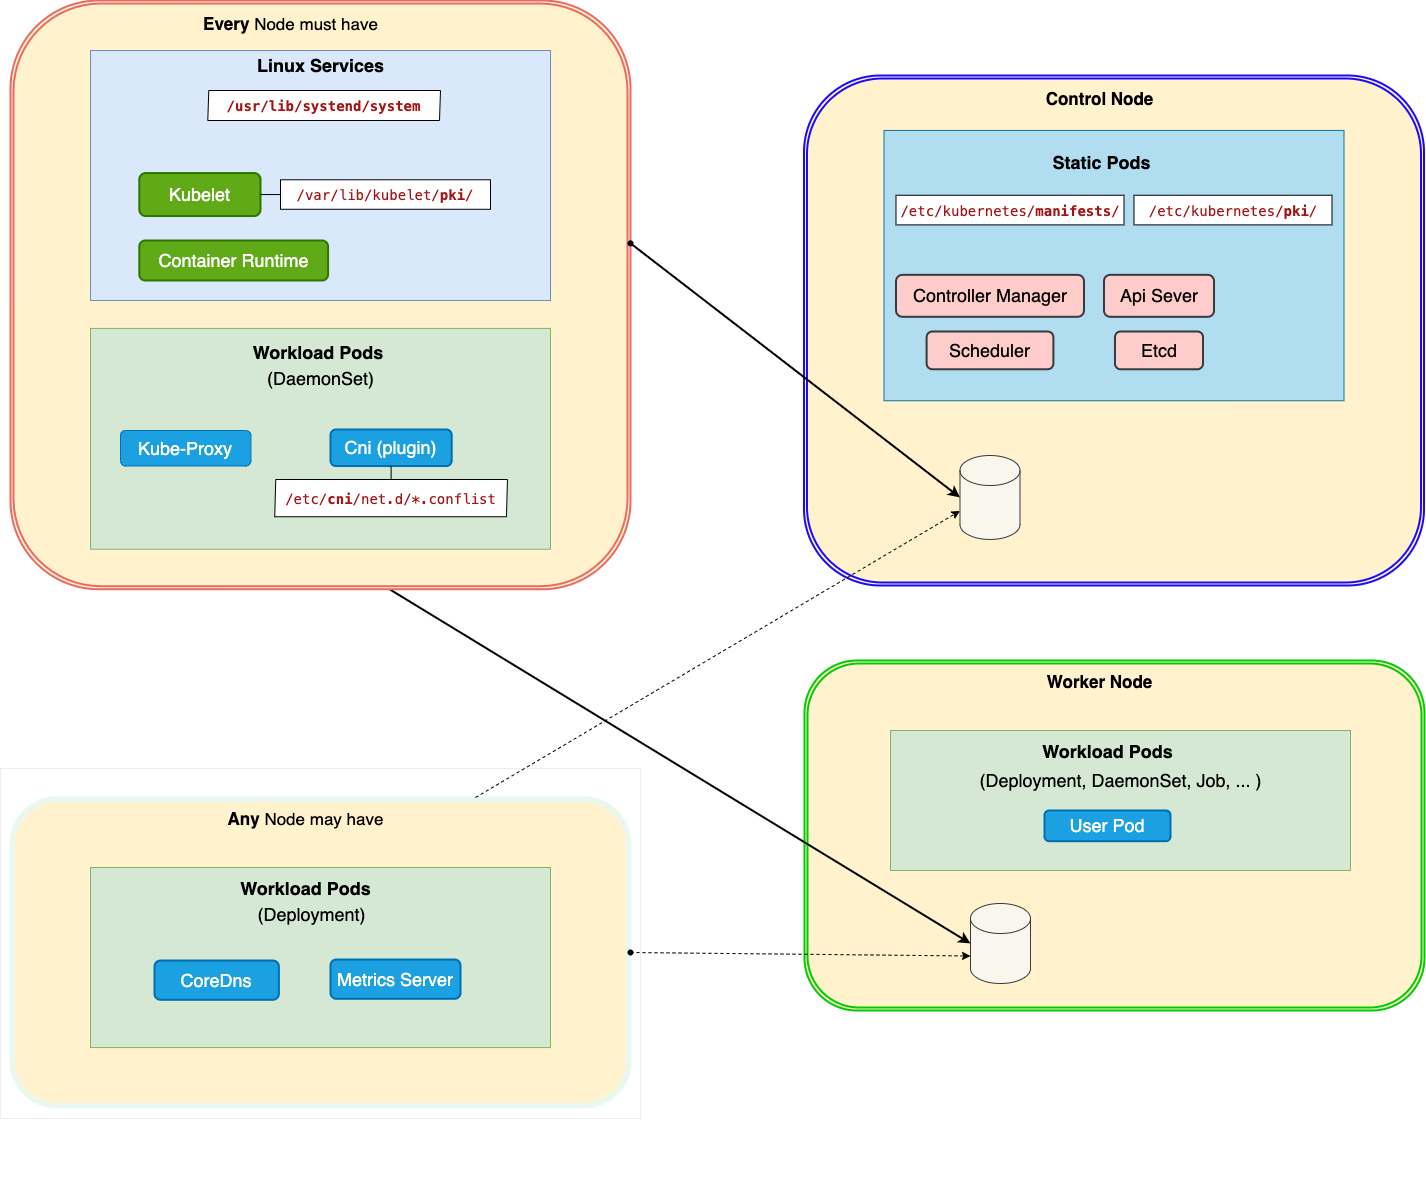 Every Node must have
Linux Services
/usr/lib/systend/system
Kubelet
/var/lib/kubelet/pki/
Container Runtime
Workload Pods
(DaemonSet)
Kube-Proxy
Cni (plugin)
/etc/cni/net.d/*.conflist
Control Node
Static Pods
/etc/kubernetes/manifests/
/etc/kubernetes/pki/
Controller Manager
Api Sever
Scheduler
Etcd
Worker Node
Workload Pods
(Deployment, DaemonSet, Job, ... )
User Pod
Any Node may have
Workload Pods
(Deployment)
CoreDns
Metrics Server